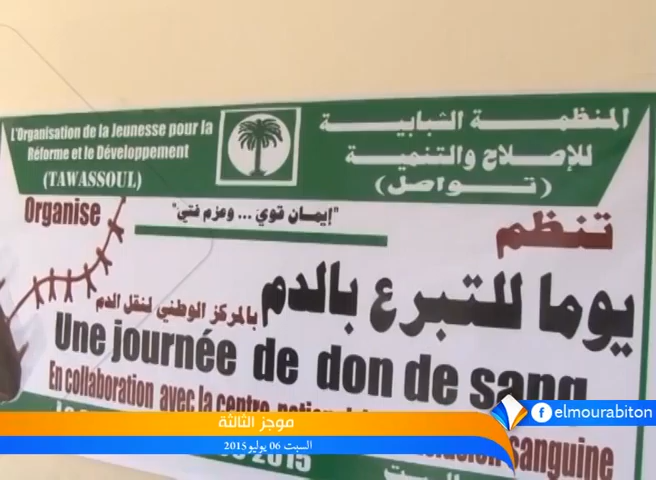 L'Organisation de la Jeunesse pour la
Réforme et le Développement
(TAWASSOUL)
المنظمة الشبابية
للإصلاح والتنمية
(تواصل)
Organise
"إيمان قوي ... وعزم فتي"
تنظم
يوما للتبرع بالدم
بالمركز الوطني لنقل الدم
Une journée de don de sang
En collaboration avec la centre
sanguine
2015
موجز الثالثة
السبت 06 يوليو 2015
elmourabiton